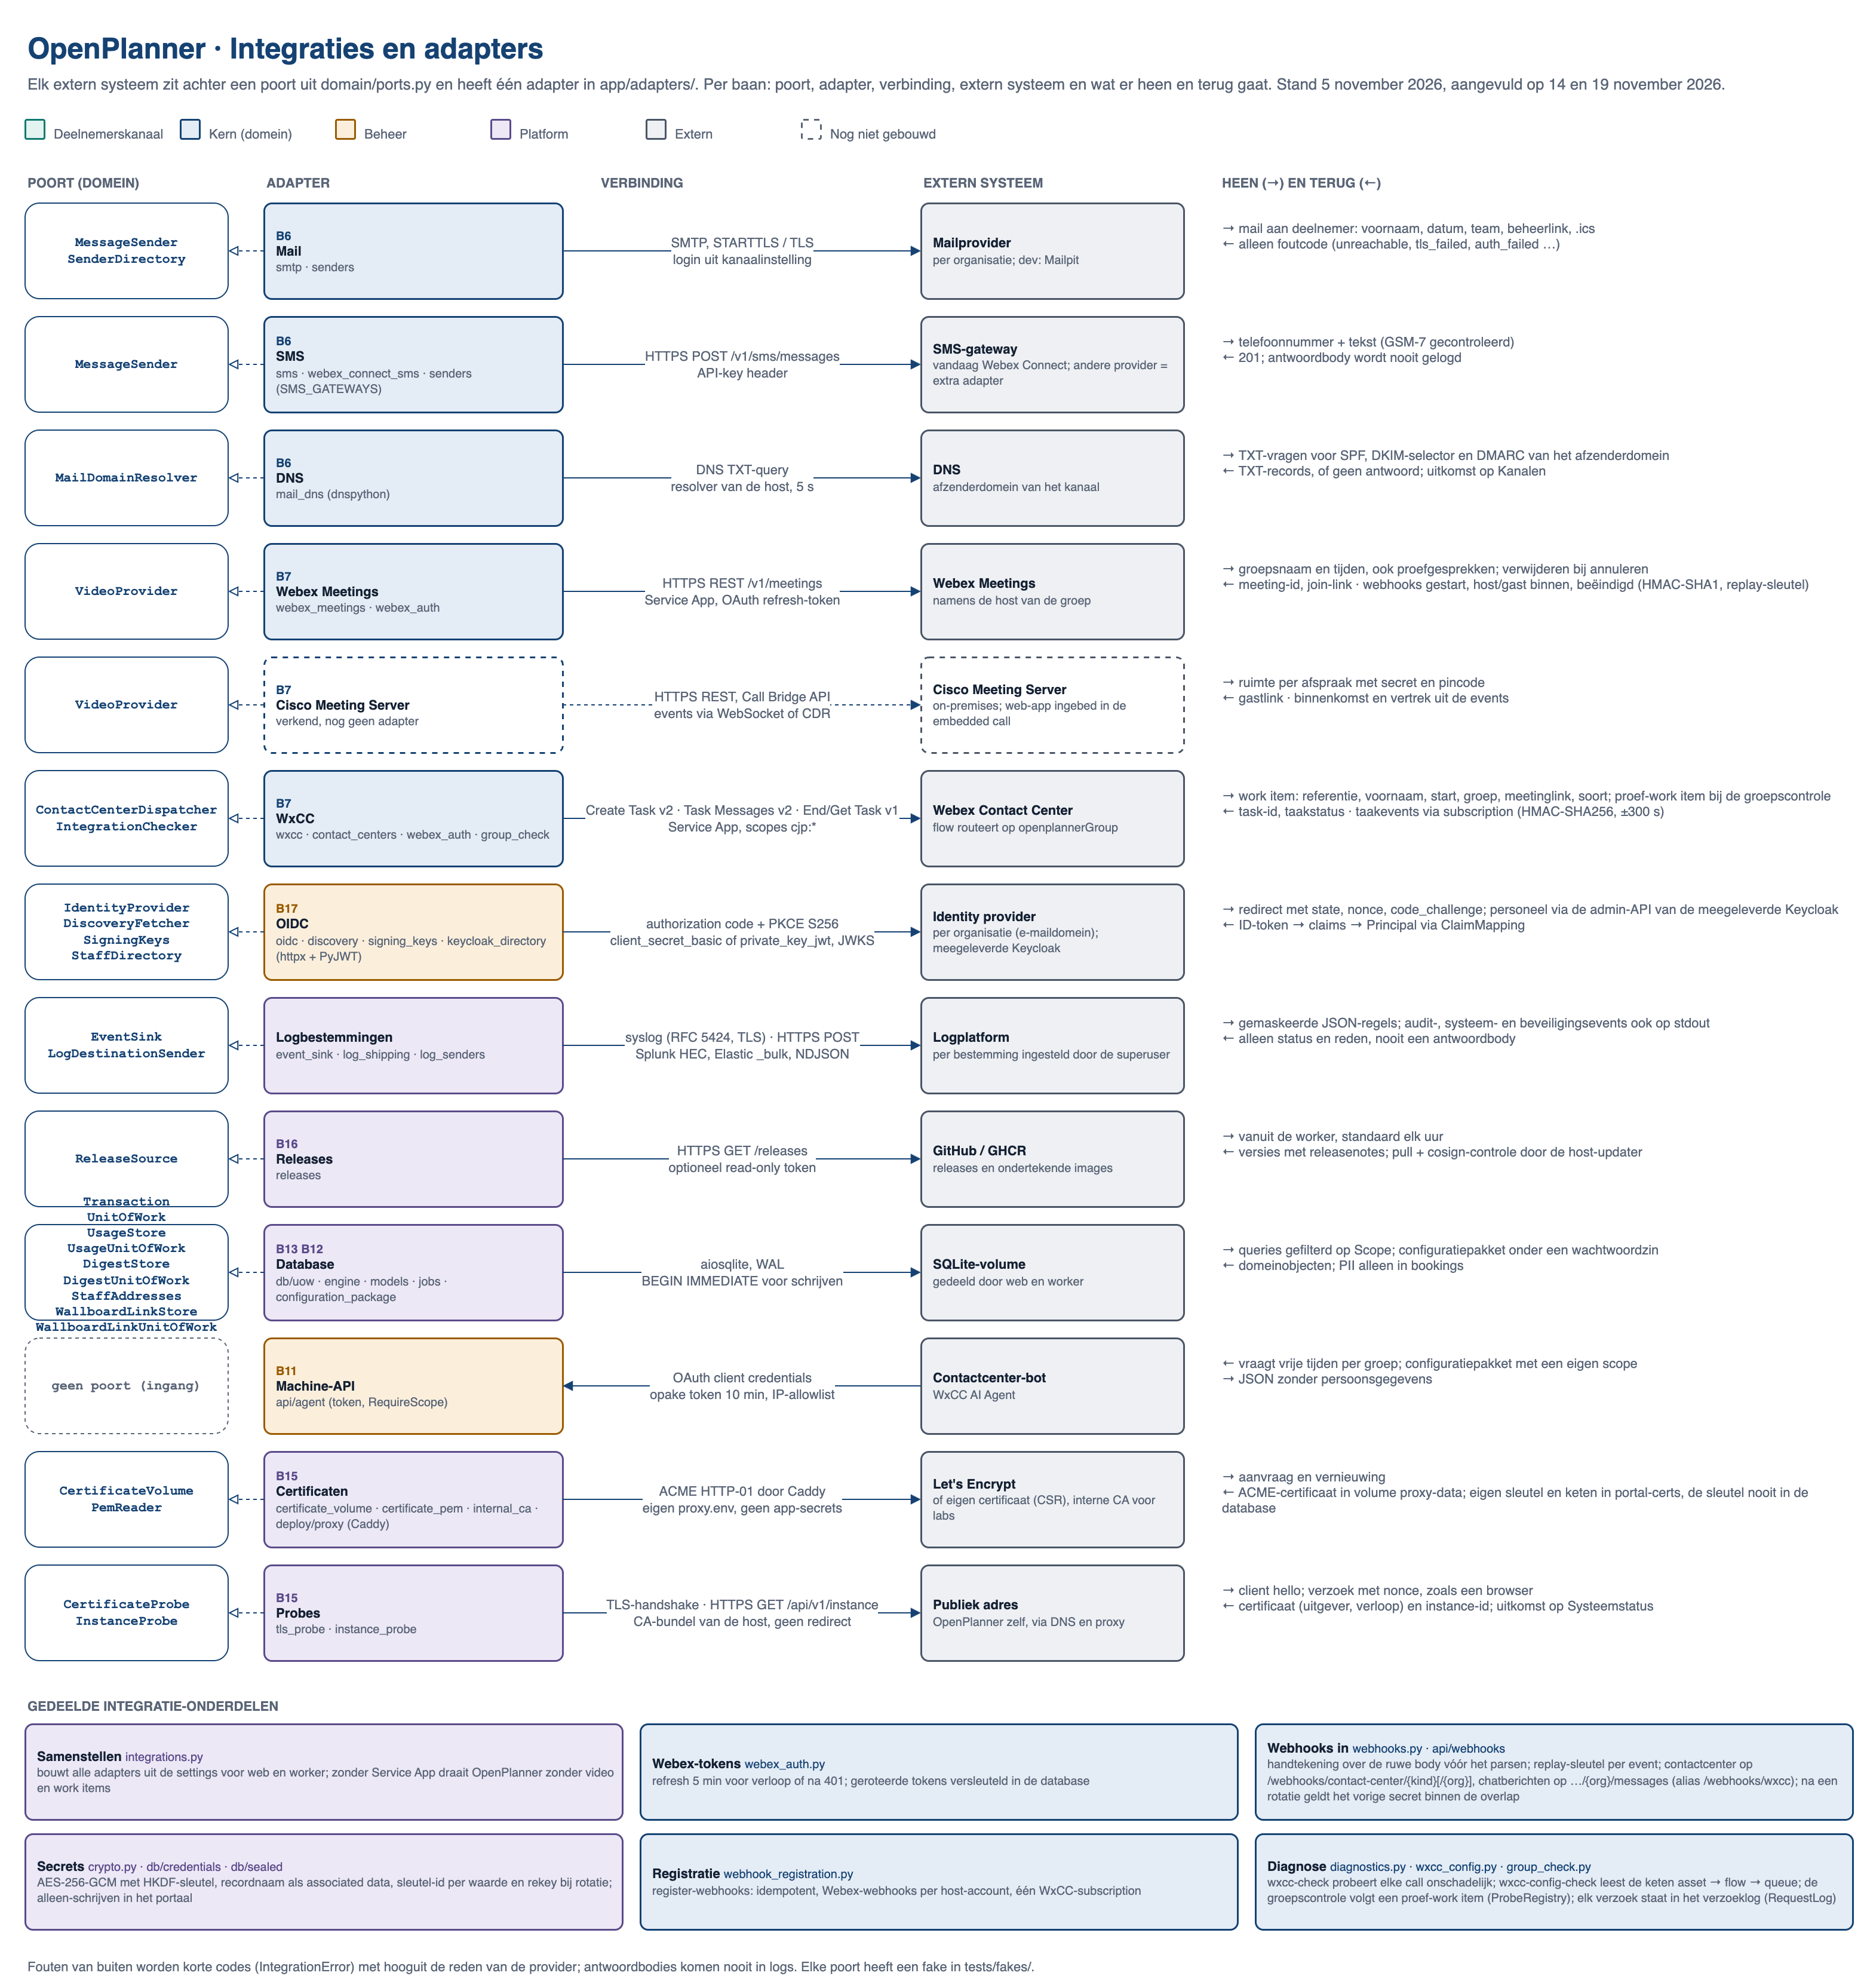 OpenPlanner · Integraties en adapters
Elk extern systeem zit achter een poort uit domain/ports.py en heeft één adapter in app/adapters/. Per baan: poort, adapter, verbinding, extern systeem en wat er heen en terug gaat. Stand 5 november 2026, aangevuld op 14 en 19 november 2026.
Deelnemerskanaal
Kern (domein)
Beheer
Platform
Extern
Nog niet gebouwd
POORT (DOMEIN)
ADAPTER
VERBINDING
EXTERN SYSTEEM
HEEN (→) EN TERUG (←)
MessageSender
SenderDirectory
B6
Mail
smtp · senders
SMTP, STARTTLS / TLS
login uit kanaalinstelling
Mailprovider
per organisatie; dev: Mailpit
→ mail aan deelnemer: voornaam, datum, team, beheerlink, .ics
← alleen foutcode (unreachable, tls_failed, auth_failed …)
MessageSender
B6
SMS
sms · webex_connect_sms · senders
(SMS_GATEWAYS)
HTTPS POST /v1/sms/messages
API-key header
SMS-gateway
vandaag Webex Connect; andere provider =
extra adapter
→ telefoonnummer + tekst (GSM-7 gecontroleerd)
← 201; antwoordbody wordt nooit gelogd
MailDomainResolver
B6
DNS
mail_dns (dnspython)
DNS TXT-query
resolver van de host, 5 s
DNS
afzenderdomein van het kanaal
→ TXT-vragen voor SPF, DKIM-selector en DMARC van het afzenderdomein
← TXT-records, of geen antwoord; uitkomst op Kanalen
VideoProvider
B7
Webex Meetings
webex_meetings · webex_auth
HTTPS REST /v1/meetings
Service App, OAuth refresh-token
Webex Meetings
namens de host van de groep
→ groepsnaam en tijden, ook proefgesprekken; verwijderen bij annuleren
← meeting-id, join-link · webhooks gestart, host/gast binnen, beëindigd (HMAC-SHA1, replay-sleutel)
VideoProvider
B7
Cisco Meeting Server
verkend, nog geen adapter
HTTPS REST, Call Bridge API
events via WebSocket of CDR
Cisco Meeting Server
on-premises; web-app ingebed in de
embedded call
→ ruimte per afspraak met secret en pincode
← gastlink · binnenkomst en vertrek uit de events
ContactCenterDispatcher
IntegrationChecker
B7
WxCC
wxcc · contact_centers · webex_auth · group_check
Create Task v2 · Task Messages v2 · End/Get Task v1
Service App, scopes cjp:*
Webex Contact Center
flow routeert op openplannerGroup
→ work item: referentie, voornaam, start, groep, meetinglink, soort; proef-work item bij de groepscontrole
← task-id, taakstatus · taakevents via subscription (HMAC-SHA256, ±300 s)
IdentityProvider
DiscoveryFetcher
SigningKeys
StaffDirectory
B17
OIDC
oidc · discovery · signing_keys · keycloak_directory
(httpx + PyJWT)
authorization code + PKCE S256
client_secret_basic of private_key_jwt, JWKS
Identity provider
per organisatie (e-maildomein);
meegeleverde Keycloak
→ redirect met state, nonce, code_challenge; personeel via de admin-API van de meegeleverde Keycloak
← ID-token → claims → Principal via ClaimMapping
EventSink
LogDestinationSender
Logbestemmingen
event_sink · log_shipping · log_senders
syslog (RFC 5424, TLS) · HTTPS POST
Splunk HEC, Elastic _bulk, NDJSON
Logplatform
per bestemming ingesteld door de superuser
→ gemaskeerde JSON-regels; audit-, systeem- en beveiligingsevents ook op stdout
← alleen status en reden, nooit een antwoordbody
ReleaseSource
B16
Releases
releases
HTTPS GET /releases
optioneel read-only token
GitHub / GHCR
releases en ondertekende images
→ vanuit de worker, standaard elk uur
← versies met releasenotes; pull + cosign-controle door de host-updater
Transaction
UnitOfWork
UsageStore
UsageUnitOfWork
DigestStore
DigestUnitOfWork
StaffAddresses
WallboardLinkStore
WallboardLinkUnitOfWork
B13 B12
Database
db/uow · engine · models · jobs ·
configuration_package
aiosqlite, WAL
BEGIN IMMEDIATE voor schrijven
SQLite-volume
gedeeld door web en worker
→ queries gefilterd op Scope; configuratiepakket onder een wachtwoordzin
← domeinobjecten; PII alleen in bookings
geen poort (ingang)
B11
Machine-API
api/agent (token, RequireScope)
OAuth client credentials
opake token 10 min, IP-allowlist
Contactcenter-bot
WxCC AI Agent
← vraagt vrije tijden per groep; configuratiepakket met een eigen scope
→ JSON zonder persoonsgegevens
CertificateVolume
PemReader
B15
Certificaten
certificate_volume · certificate_pem · internal_ca ·
deploy/proxy (Caddy)
ACME HTTP-01 door Caddy
eigen proxy.env, geen app-secrets
Let's Encrypt
of eigen certificaat (CSR), interne CA voor
labs
→ aanvraag en vernieuwing
← ACME-certificaat in volume proxy-data; eigen sleutel en keten in portal-certs, de sleutel nooit in de
database
CertificateProbe
InstanceProbe
B15
Probes
tls_probe · instance_probe
TLS-handshake · HTTPS GET /api/v1/instance
CA-bundel van de host, geen redirect
Publiek adres
OpenPlanner zelf, via DNS en proxy
→ client hello; verzoek met nonce, zoals een browser
← certificaat (uitgever, verloop) en instance-id; uitkomst op Systeemstatus
GEDEELDE INTEGRATIE-ONDERDELEN
Samenstellen integrations.py
bouwt alle adapters uit de settings voor web en worker; zonder Service App draait OpenPlanner zonder video
en work items
Webex-tokens webex_auth.py
refresh 5 min voor verloop of na 401; geroteerde tokens versleuteld in de database
Webhooks in webhooks.py · api/webhooks
handtekening over de ruwe body vóór het parsen; replay-sleutel per event; contactcenter op
/webhooks/contact-center/{kind}[/{org}], chatberichten op …/{org}/messages (alias /webhooks/wxcc); na een
rotatie geldt het vorige secret binnen de overlap
Secrets crypto.py · db/credentials · db/sealed
AES-256-GCM met HKDF-sleutel, recordnaam als associated data, sleutel-id per waarde en rekey bij rotatie;
alleen-schrijven in het portaal
Registratie webhook_registration.py
register-webhooks: idempotent, Webex-webhooks per host-account, één WxCC-subscription
Diagnose diagnostics.py · wxcc_config.py · group_check.py
wxcc-check probeert elke call onschadelijk; wxcc-config-check leest de keten asset → flow → queue; de
groepscontrole volgt een proef-work item (ProbeRegistry); elk verzoek staat in het verzoeklog (RequestLog)
Fouten van buiten worden korte codes (IntegrationError) met hooguit de reden van de provider; antwoordbodies komen nooit in logs. Elke poort heeft een fake in tests/fakes/.